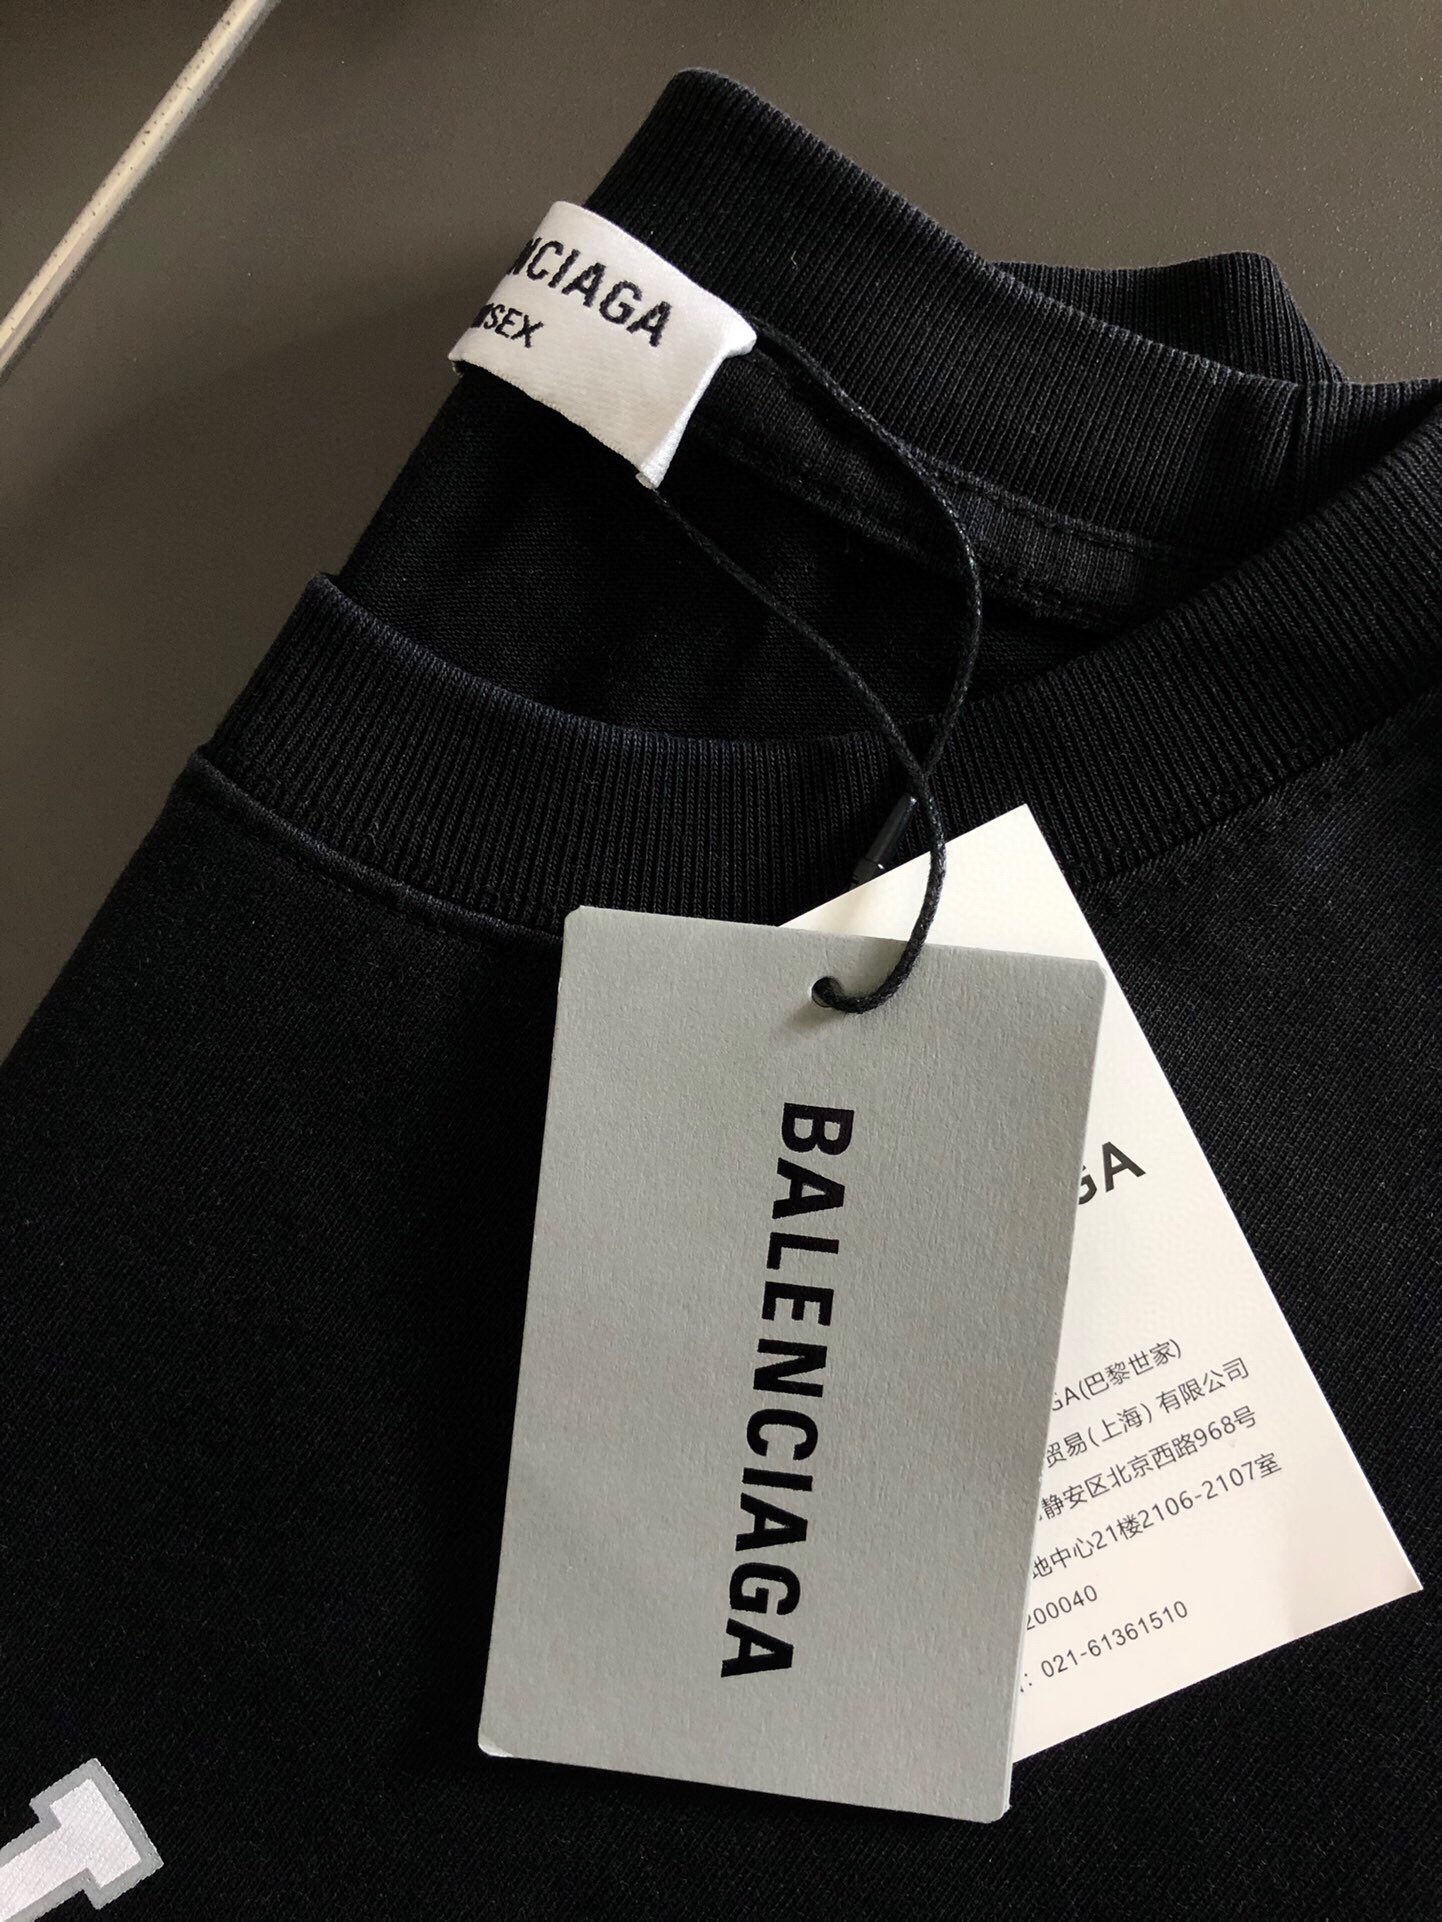 NCIAGA
SEX
BALENCIAGA
GA
GA(巴黎世家)
贸易(上海) 有限公司
静安区北京西路968号
地中心21楼2106-2107室
200040
: 021-61361510